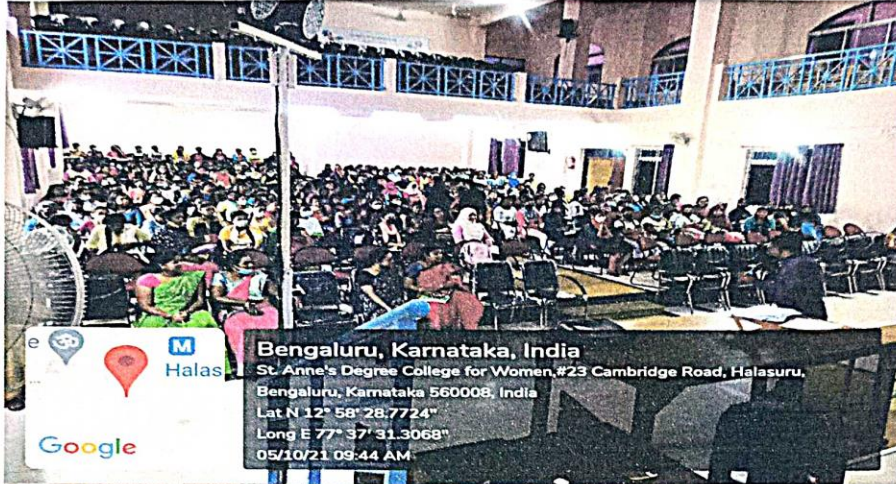 e
M
Halas
Google
Bengaluru, Karnataka, India
St. Anne's Degree College for Women,#23 Cambridge Road, Halasuru,
Bengaluru, Karnataka 560008, India
Lat N 12° 58' 28.7724"
Long E 77° 37' 31.3068"
05/10/21 09:44 AM